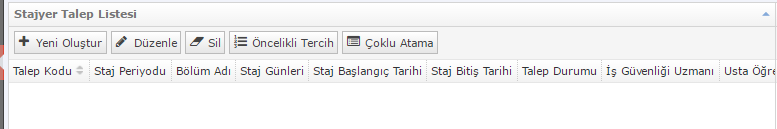 Stajyer Talep Listesi
Yeni Oluştur Düzenle Sil Öncelikli Tercih Çoklu Atama
Talep Kodu Staj Periyodu Bölüm Adı Staj Günleri Staj Başlangıç Tarihi Staj Bitiş Tarihi Talep Durumu İş Güvenliği Uzmanı Usta Öğre